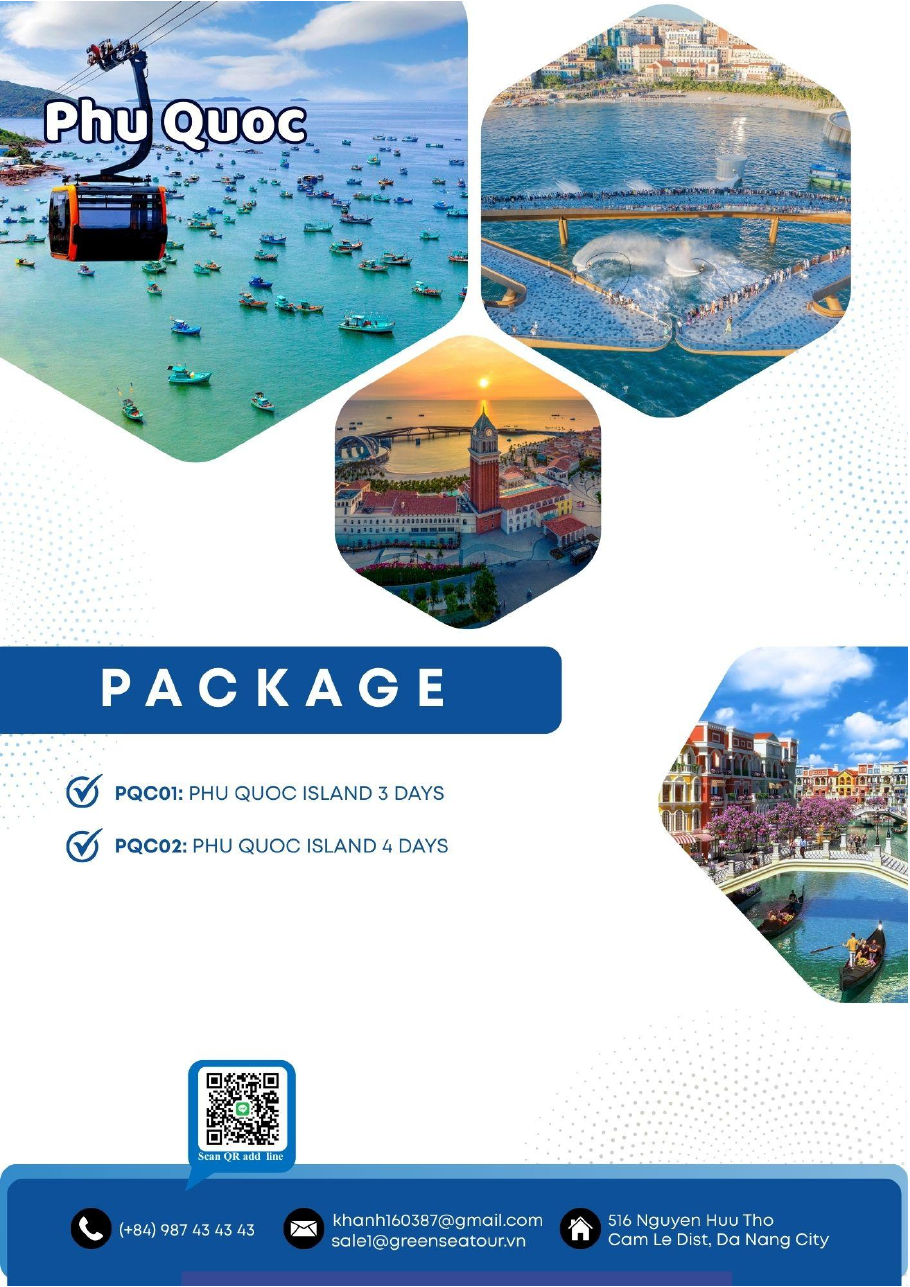 Phu Quoc
PACKAGE
PQC01: PHU QUOC ISLAND 3 DAYS
PQC02: PHU QUOC ISLAND 4 DAYS
Scan QR add line
(+84) 987 43 43 43
khanh160387@gmail.com
sale1@greenseatour.vn
516 Nguyen Huu Tho
Cam Le Dist, Da Nang City